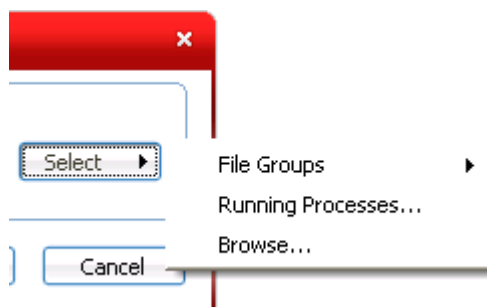 Select
File Groups
Running Processes...
Browse...
Cancel